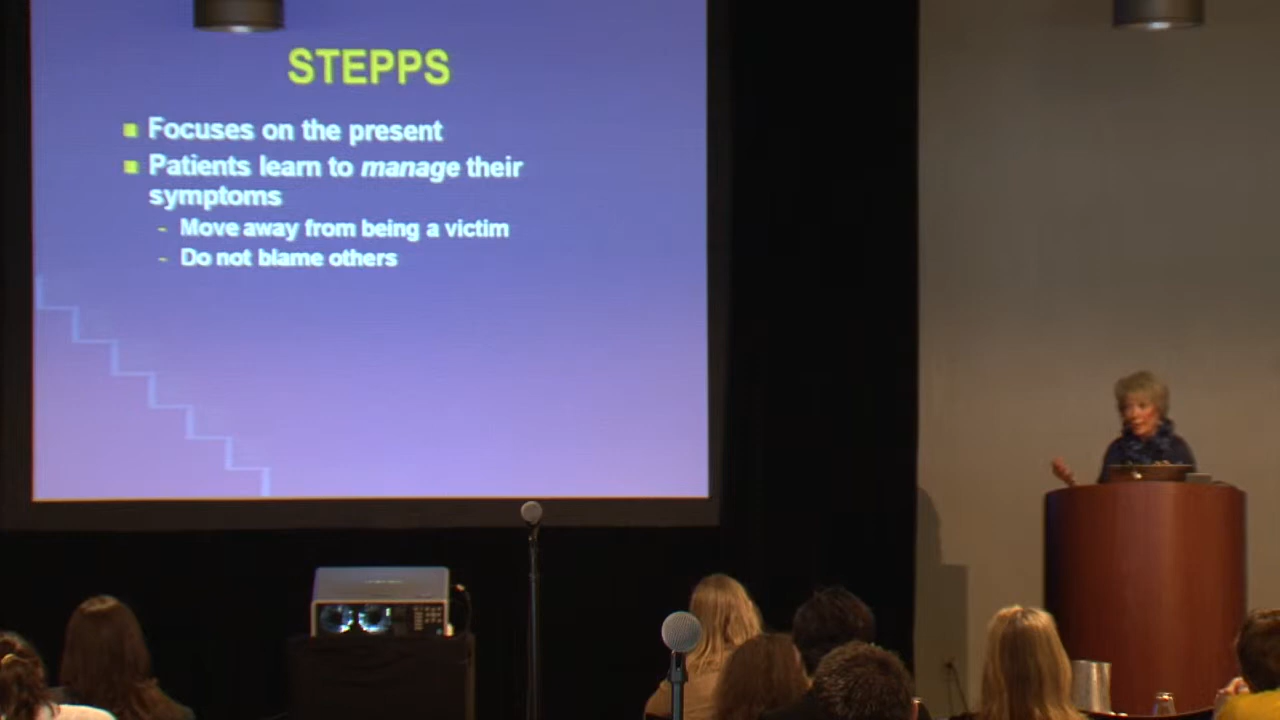 STEPPS
Focuses on the present
Patients learn to manage their
symptoms
- Move away from being a victim
- Do not blame others